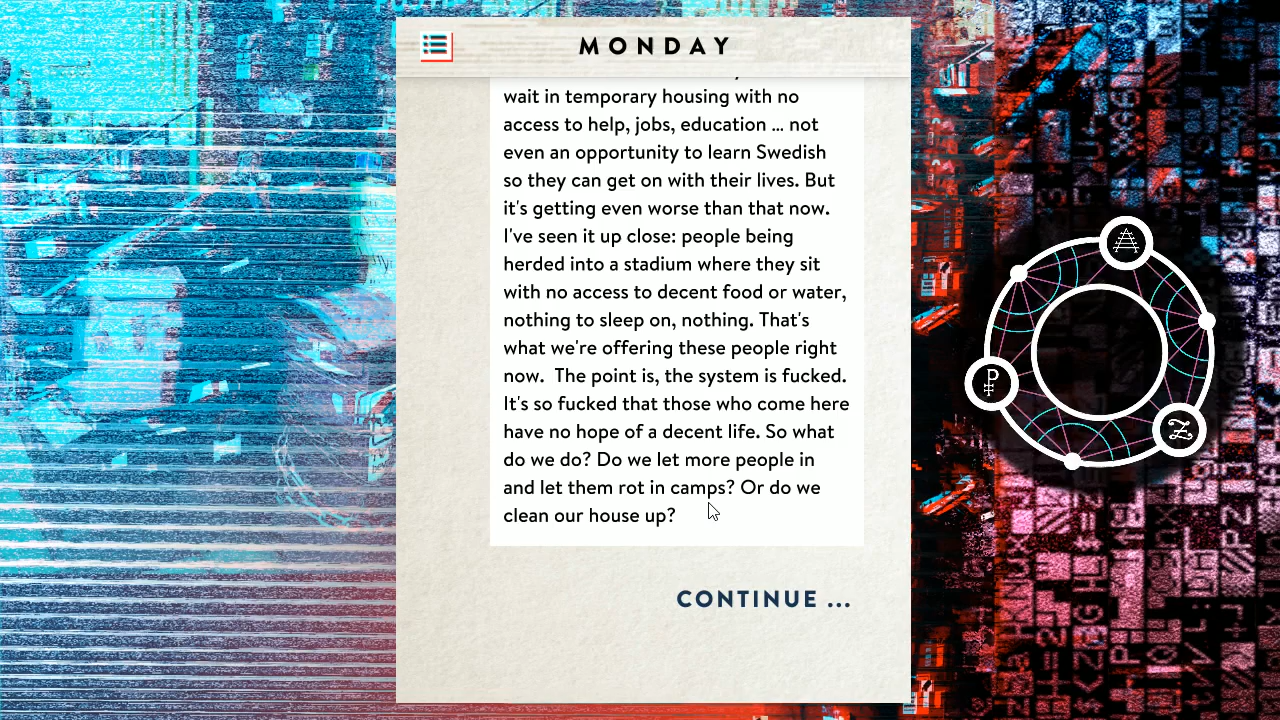 MONDAY
wait in temporary housing with no
access to help, jobs, education ... not
even an opportunity to learn Swedish
so they can get on with their lives. But
it's getting even worse than that now.
I've seen it up close: people being
herded into a stadium where they sit
with no access to decent food or water,
nothing to sleep on, nothing. That's
what we're offering these people right
now.  The point is, the system is fucked.
It's so fucked that those who come here
have no hope of a decent life. So what
do we do? Do we let more people in
and let them rot in camps? Or do we
clean our house up?
CONTINUE ...